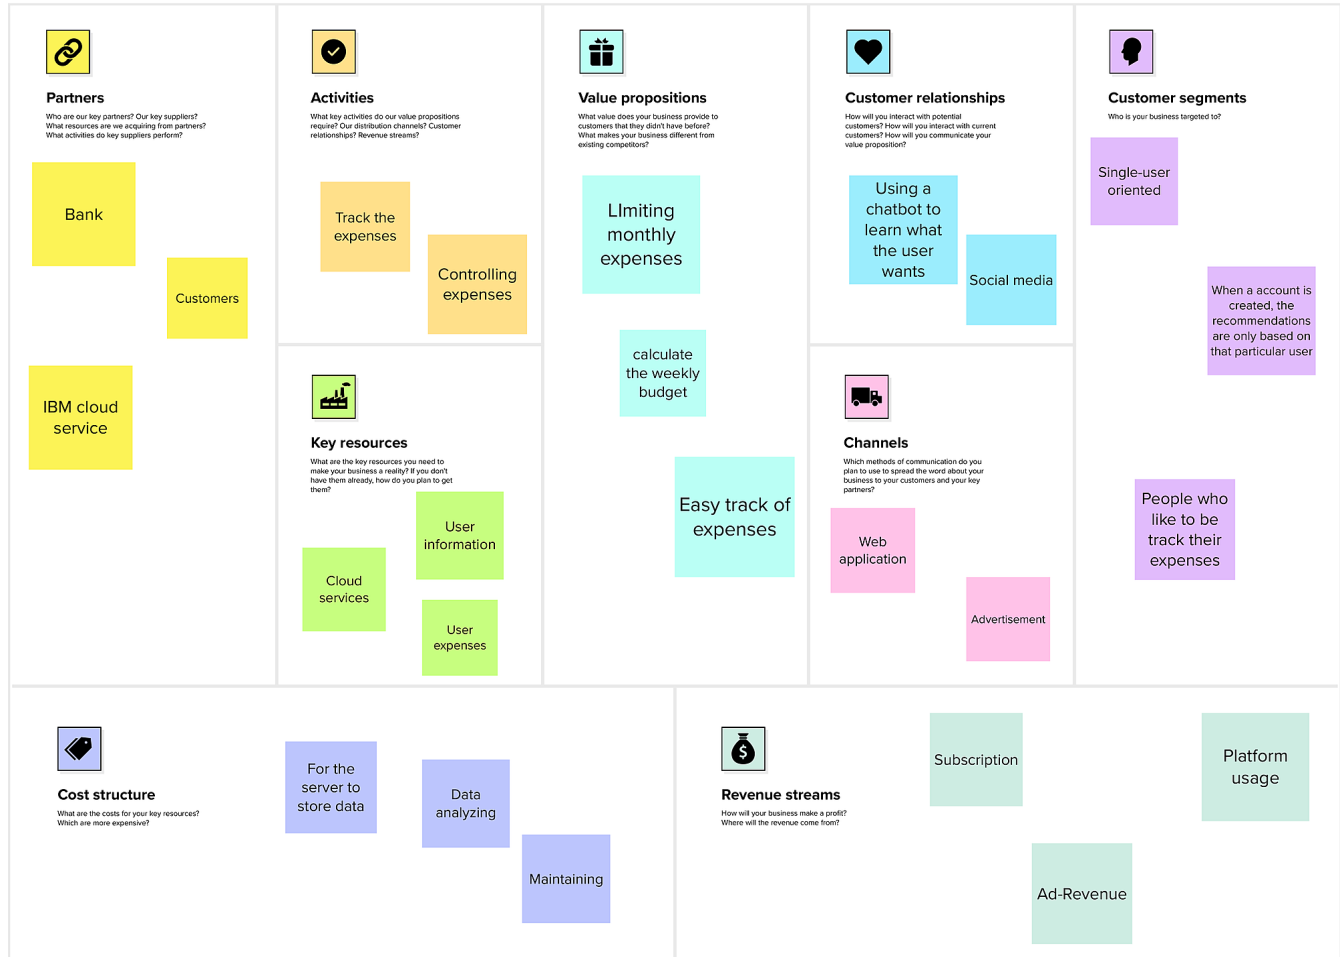 Partners
Who are our key partners? Our key suppliers?
What resources are we acquiring from partners?
What activities do key suppliers perform?
Bank
Customers
IBM cloud
service
Activities
What key activities do our value propositions
require? Our distribution channels? Customer
relationships? Revenue streams?
Track the
expenses
Controlling
expenses
Key resources
What are the key resources you need to
make your business a reality? If you don't
have them already, how do you plan to get
them?
User
information
Cloud
services
User
expenses
Value propositions
What value does your business provide to
customers that they didn't have before?
What makes your business different from
existing competitors?
LImiting
monthly
expenses
calculate
the weekly
budget
Easy track of
expenses
Customer relationships
How will you interact with potential
customers? How will you interact with current
customers? How will you communicate your
value proposition?
Using a
chatbot to
learn what
the user
wants
Social media
Channels
Which methods of communication do you
plan to use to spread the word about your
business to your customers and your key
partners?
Web
application
Advertisement
Customer segments
Who is your business targeted to?
Single-user
oriented
When a account is
created, the
recommendations
are only based on
that particular user
People who
like to be
track their
expenses
Cost structure
What are the costs for your key resources?
Which are more expensive?
For the
server to
store data
Data
analyzing
Maintaining
Revenue streams
How will your business make a profit?
Where will the revenue come from?
Subscription
Platform
usage
Ad-Revenue